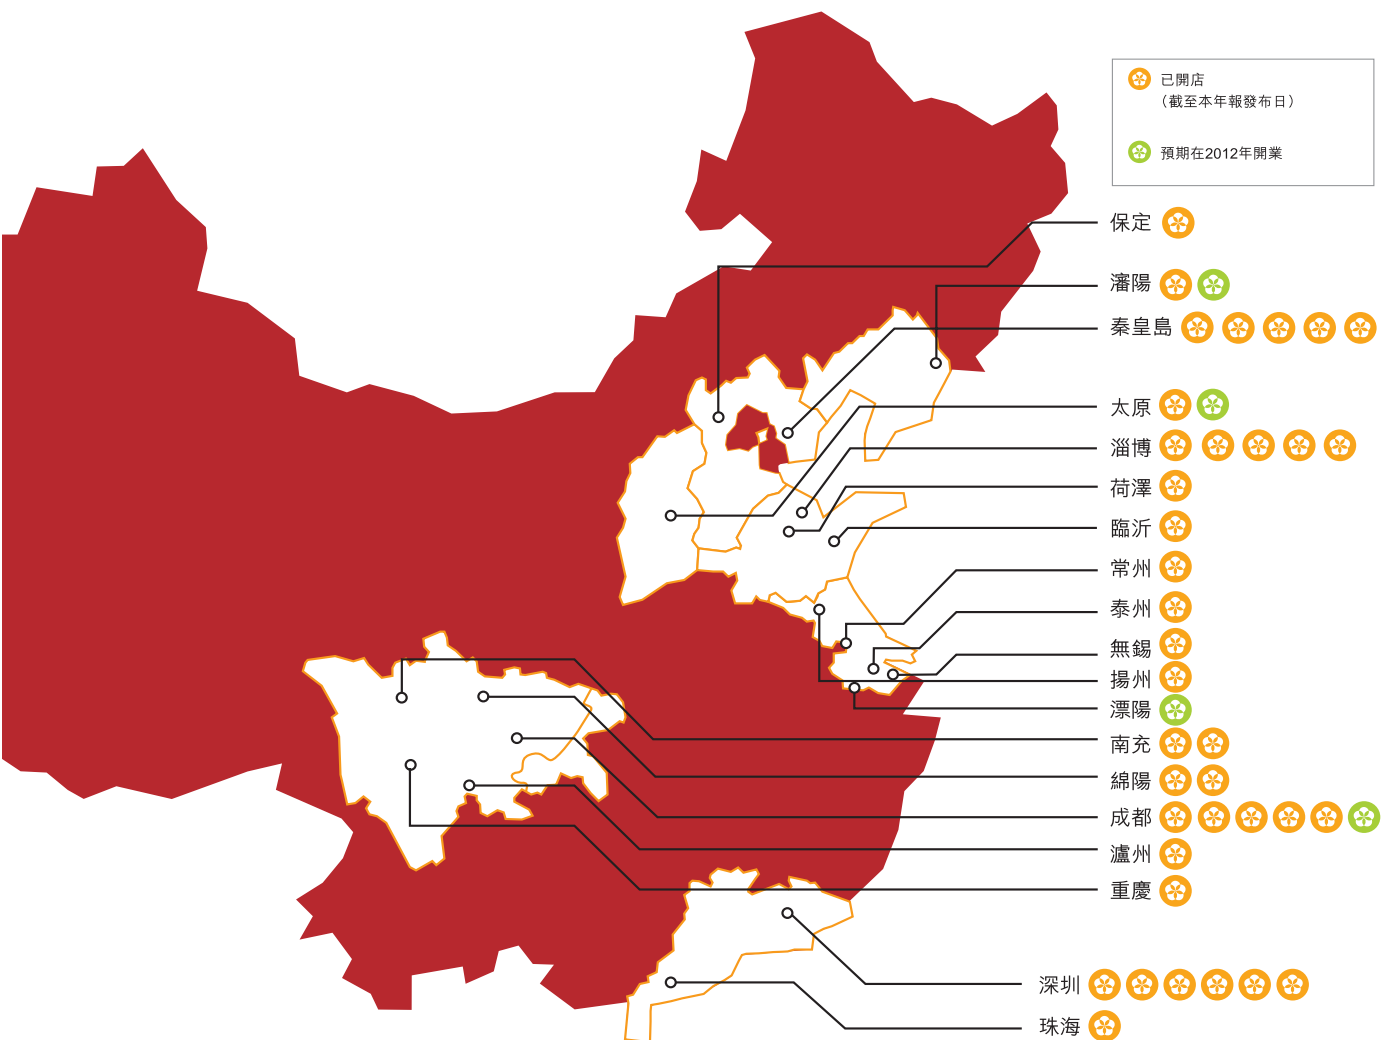 已開店
（截至本年報發布日）
預期在2012年開業
保定
瀋陽
秦皇島
太原
淄博
荷澤
臨沂
常州
泰州
無錫
揚州
溧陽
南充
綿陽
成都
瀘州
重慶
深圳
珠海